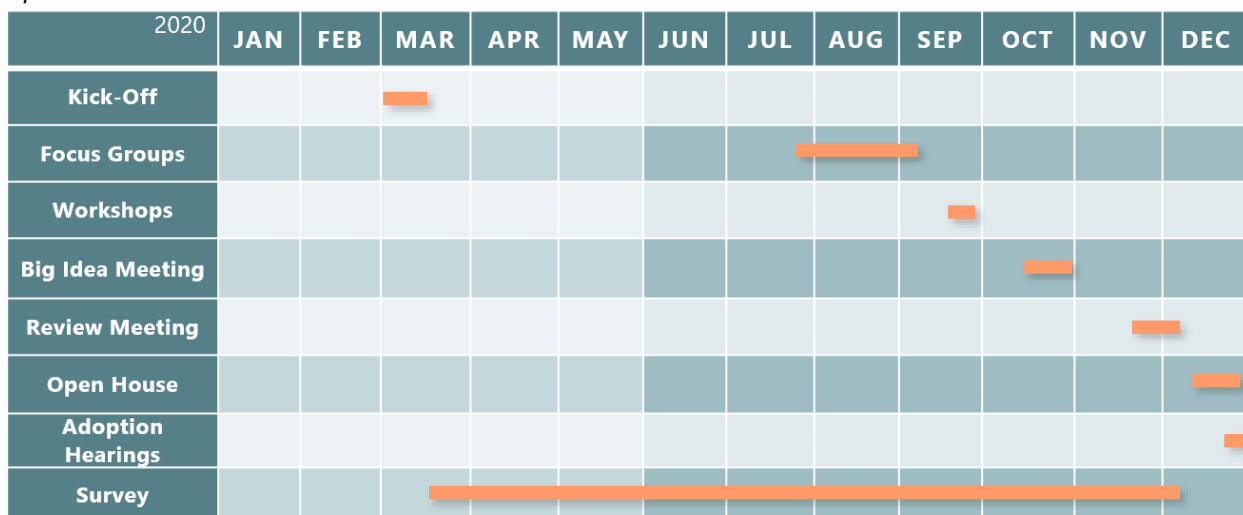 2020
JAN FEB MAR APR MAY JUN JUL AUG SEP OCT NOV DEC
Kick-Off
Focus Groups
Workshops
Big Idea Meeting
Review Meeting
Open House
Adoption
Hearings
Survey